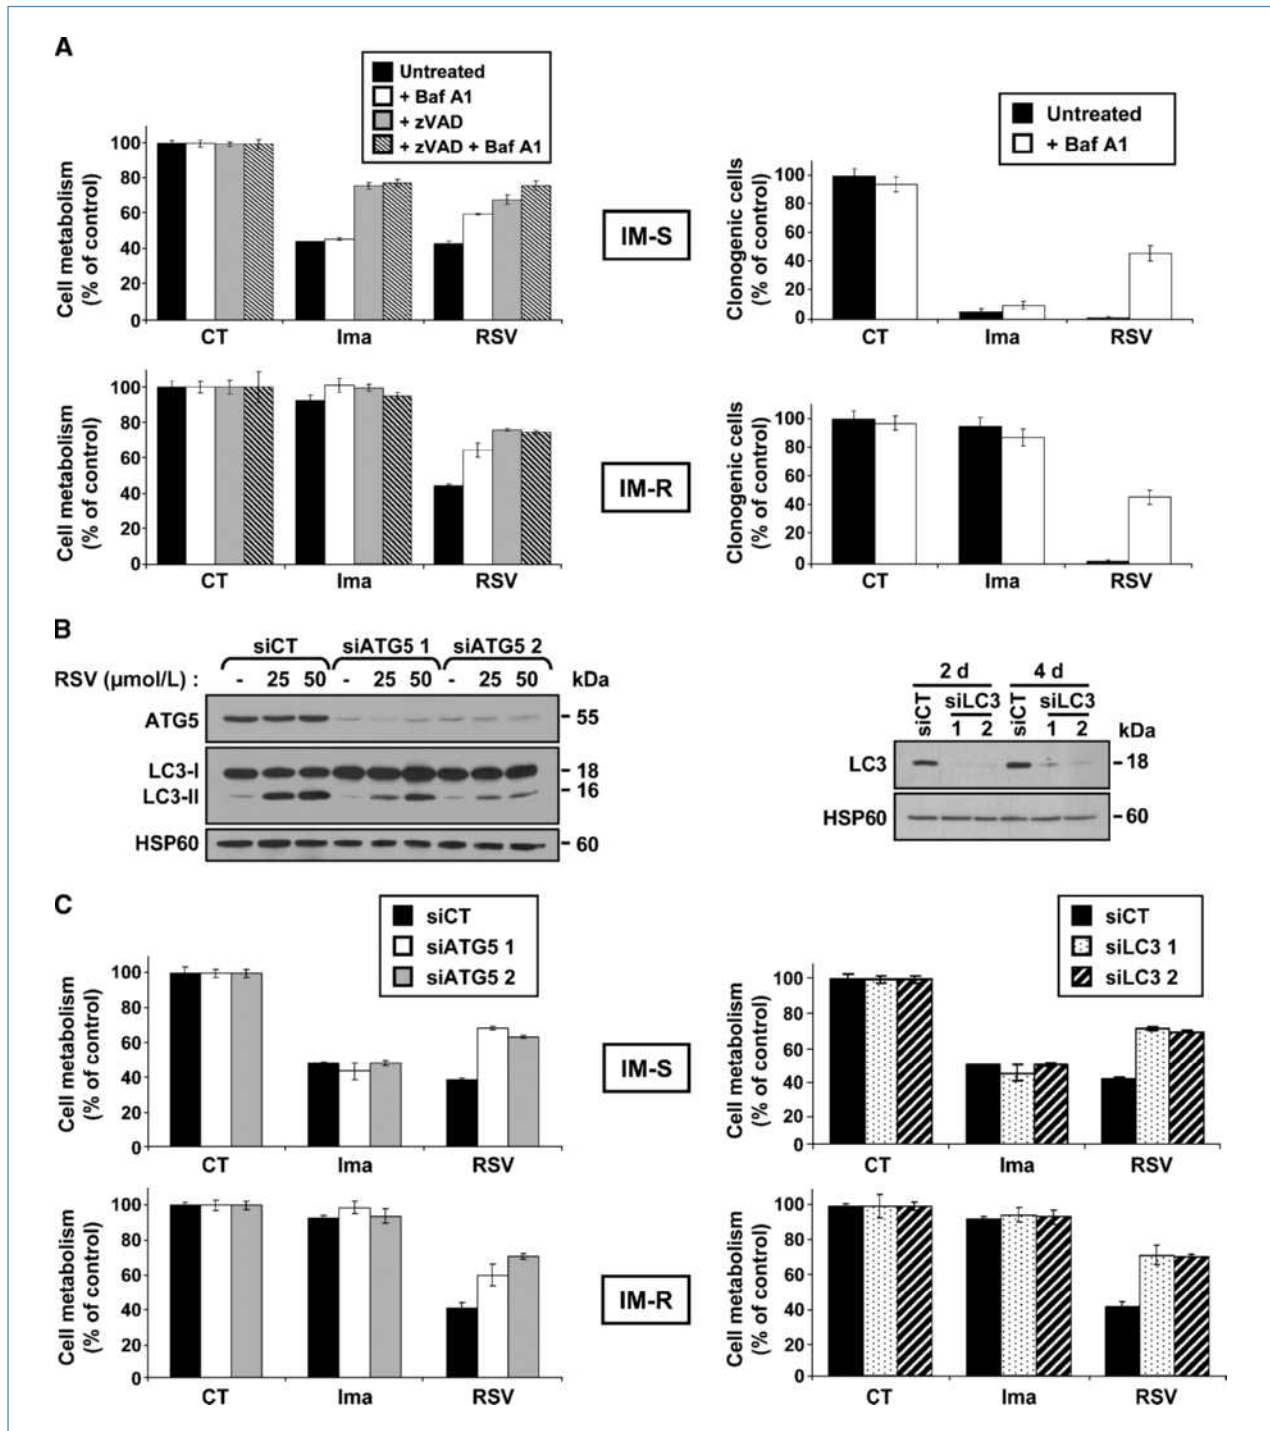 A
Untreated
+ Baf A1
+ zVAD
+ zVAD + Baf A1
Cell metabolism
(% of control)
100
80
60
40
20
0
CT Ima RSV
IM-S
Untreated
+ Baf A1
Clonogenic cells
(% of control)
100
80
60
40
20
0
CT Ima RSV
Cell metabolism
(% of control)
100
80
60
40
20
0
CT Ima RSV
IM-R
Clonogenic cells
(% of control)
100
80
60
40
20
0
CT Ima RSV
B
siCT siATG5 1 siATG5 2
RSV (µmol/L) : - 25 50 - 25 50 - 25 50 kDa
ATG5 - 55
LC3-I - 18
LC3-II - 16
HSP60 - 60
2 d 4 d
siCT siLC3 siCT siLC3
1 2 1 2 kDa
LC3 - 18
HSP60 - 60
C
siCT
siATG5 1
siATG5 2
Cell metabolism
(% of control)
100
80
60
40
20
0
CT Ima RSV
IM-S
siCT
siLC3 1
siLC3 2
Cell metabolism
(% of control)
100
80
60
40
20
0
CT Ima RSV
Cell metabolism
(% of control)
100
80
60
40
20
0
CT Ima RSV
IM-R
Cell metabolism
(% of control)
100
80
60
40
20
0
CT Ima RSV